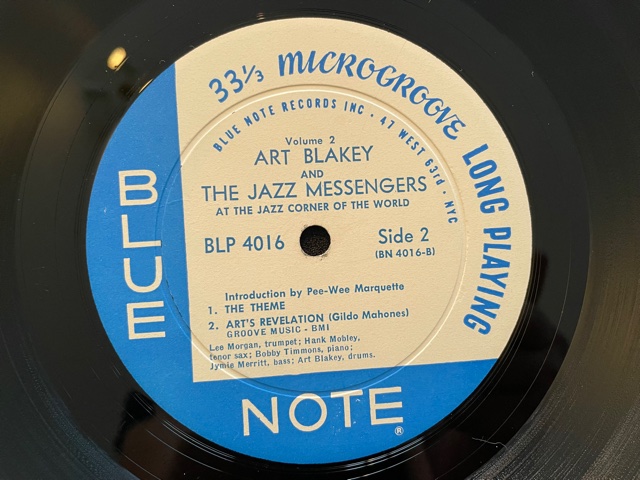 33⅓ MICROGROOVE LONG PLAYING
BLUE NOTE RECORDS INC · 47 WEST 63rd · NYC
Volume 2
ART BLAKEY
AND
THE JAZZ MESSENGERS
AT THE JAZZ CORNER OF THE WORLD
BLP 4016
Side 2
(BN 4016-B)
Introduction by Pee-Wee Marquette
1. THE THEME
2. ART'S REVELATION (Gildo Mahones)
GROOVE MUSIC - BMI
Lee Morgan, trumpet; Hank Mobley,
tenor sax; Bobby Timmons, piano;
Jymie Merritt, bass; Art Blakey, drums.
BLUE
NOTE®